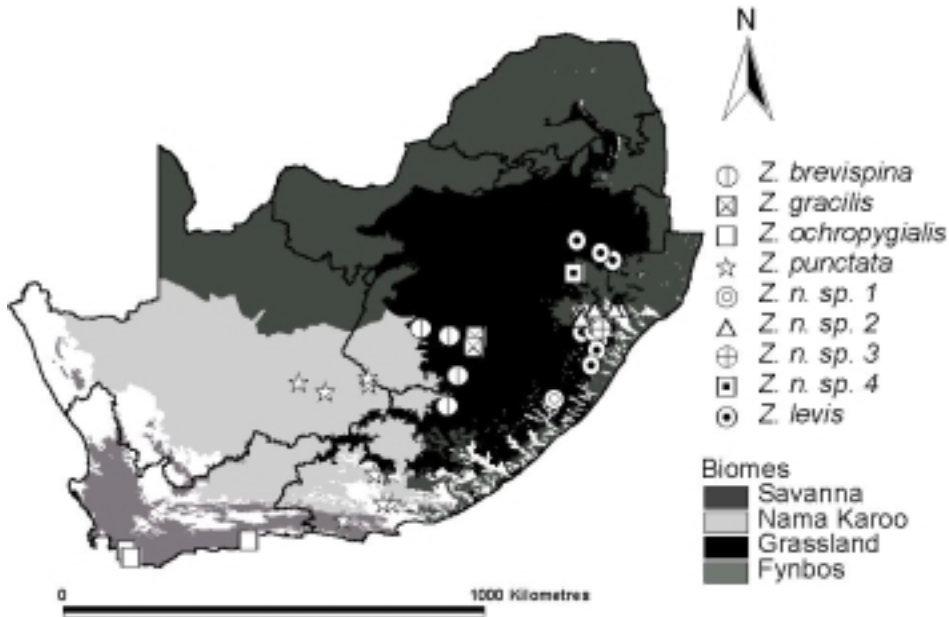 N
Z. brevispina
Z. gracilis
Z. ochropygialis
Z. punctata
Z. n. sp. 1
Z. n. sp. 2
Z. n. sp. 3
Z. n. sp. 4
Z. levis
Biomes
Savanna
Nama Karoo
Grassland
Fynbos
0 1000 Kilometres